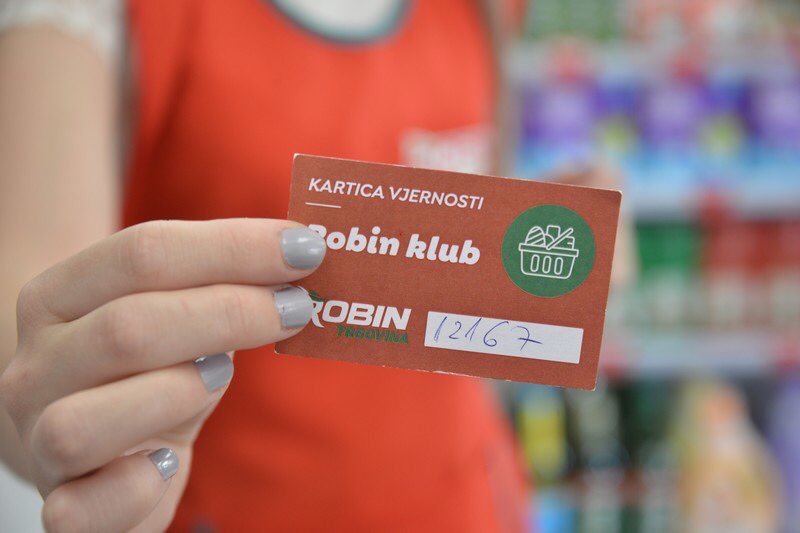 KARTICA VJERNOSTI
Robin klub
ROBIN
TRGOVINA
12167